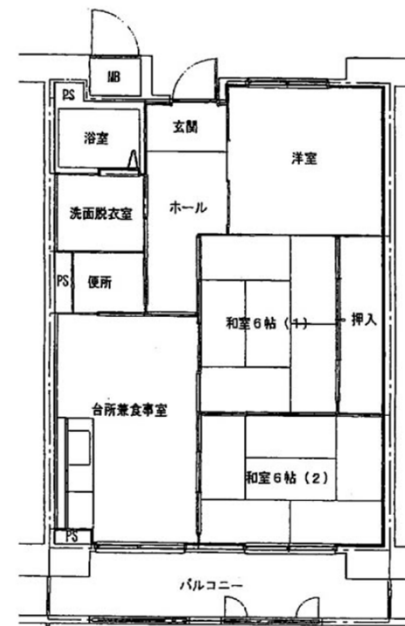 MB
PS
浴室
玄関
洋室
洗面脱衣室
ホール
PS
便所
和室6帖(1)
押入
台所兼食事室
和室6帖(2)
PS
バルコニー